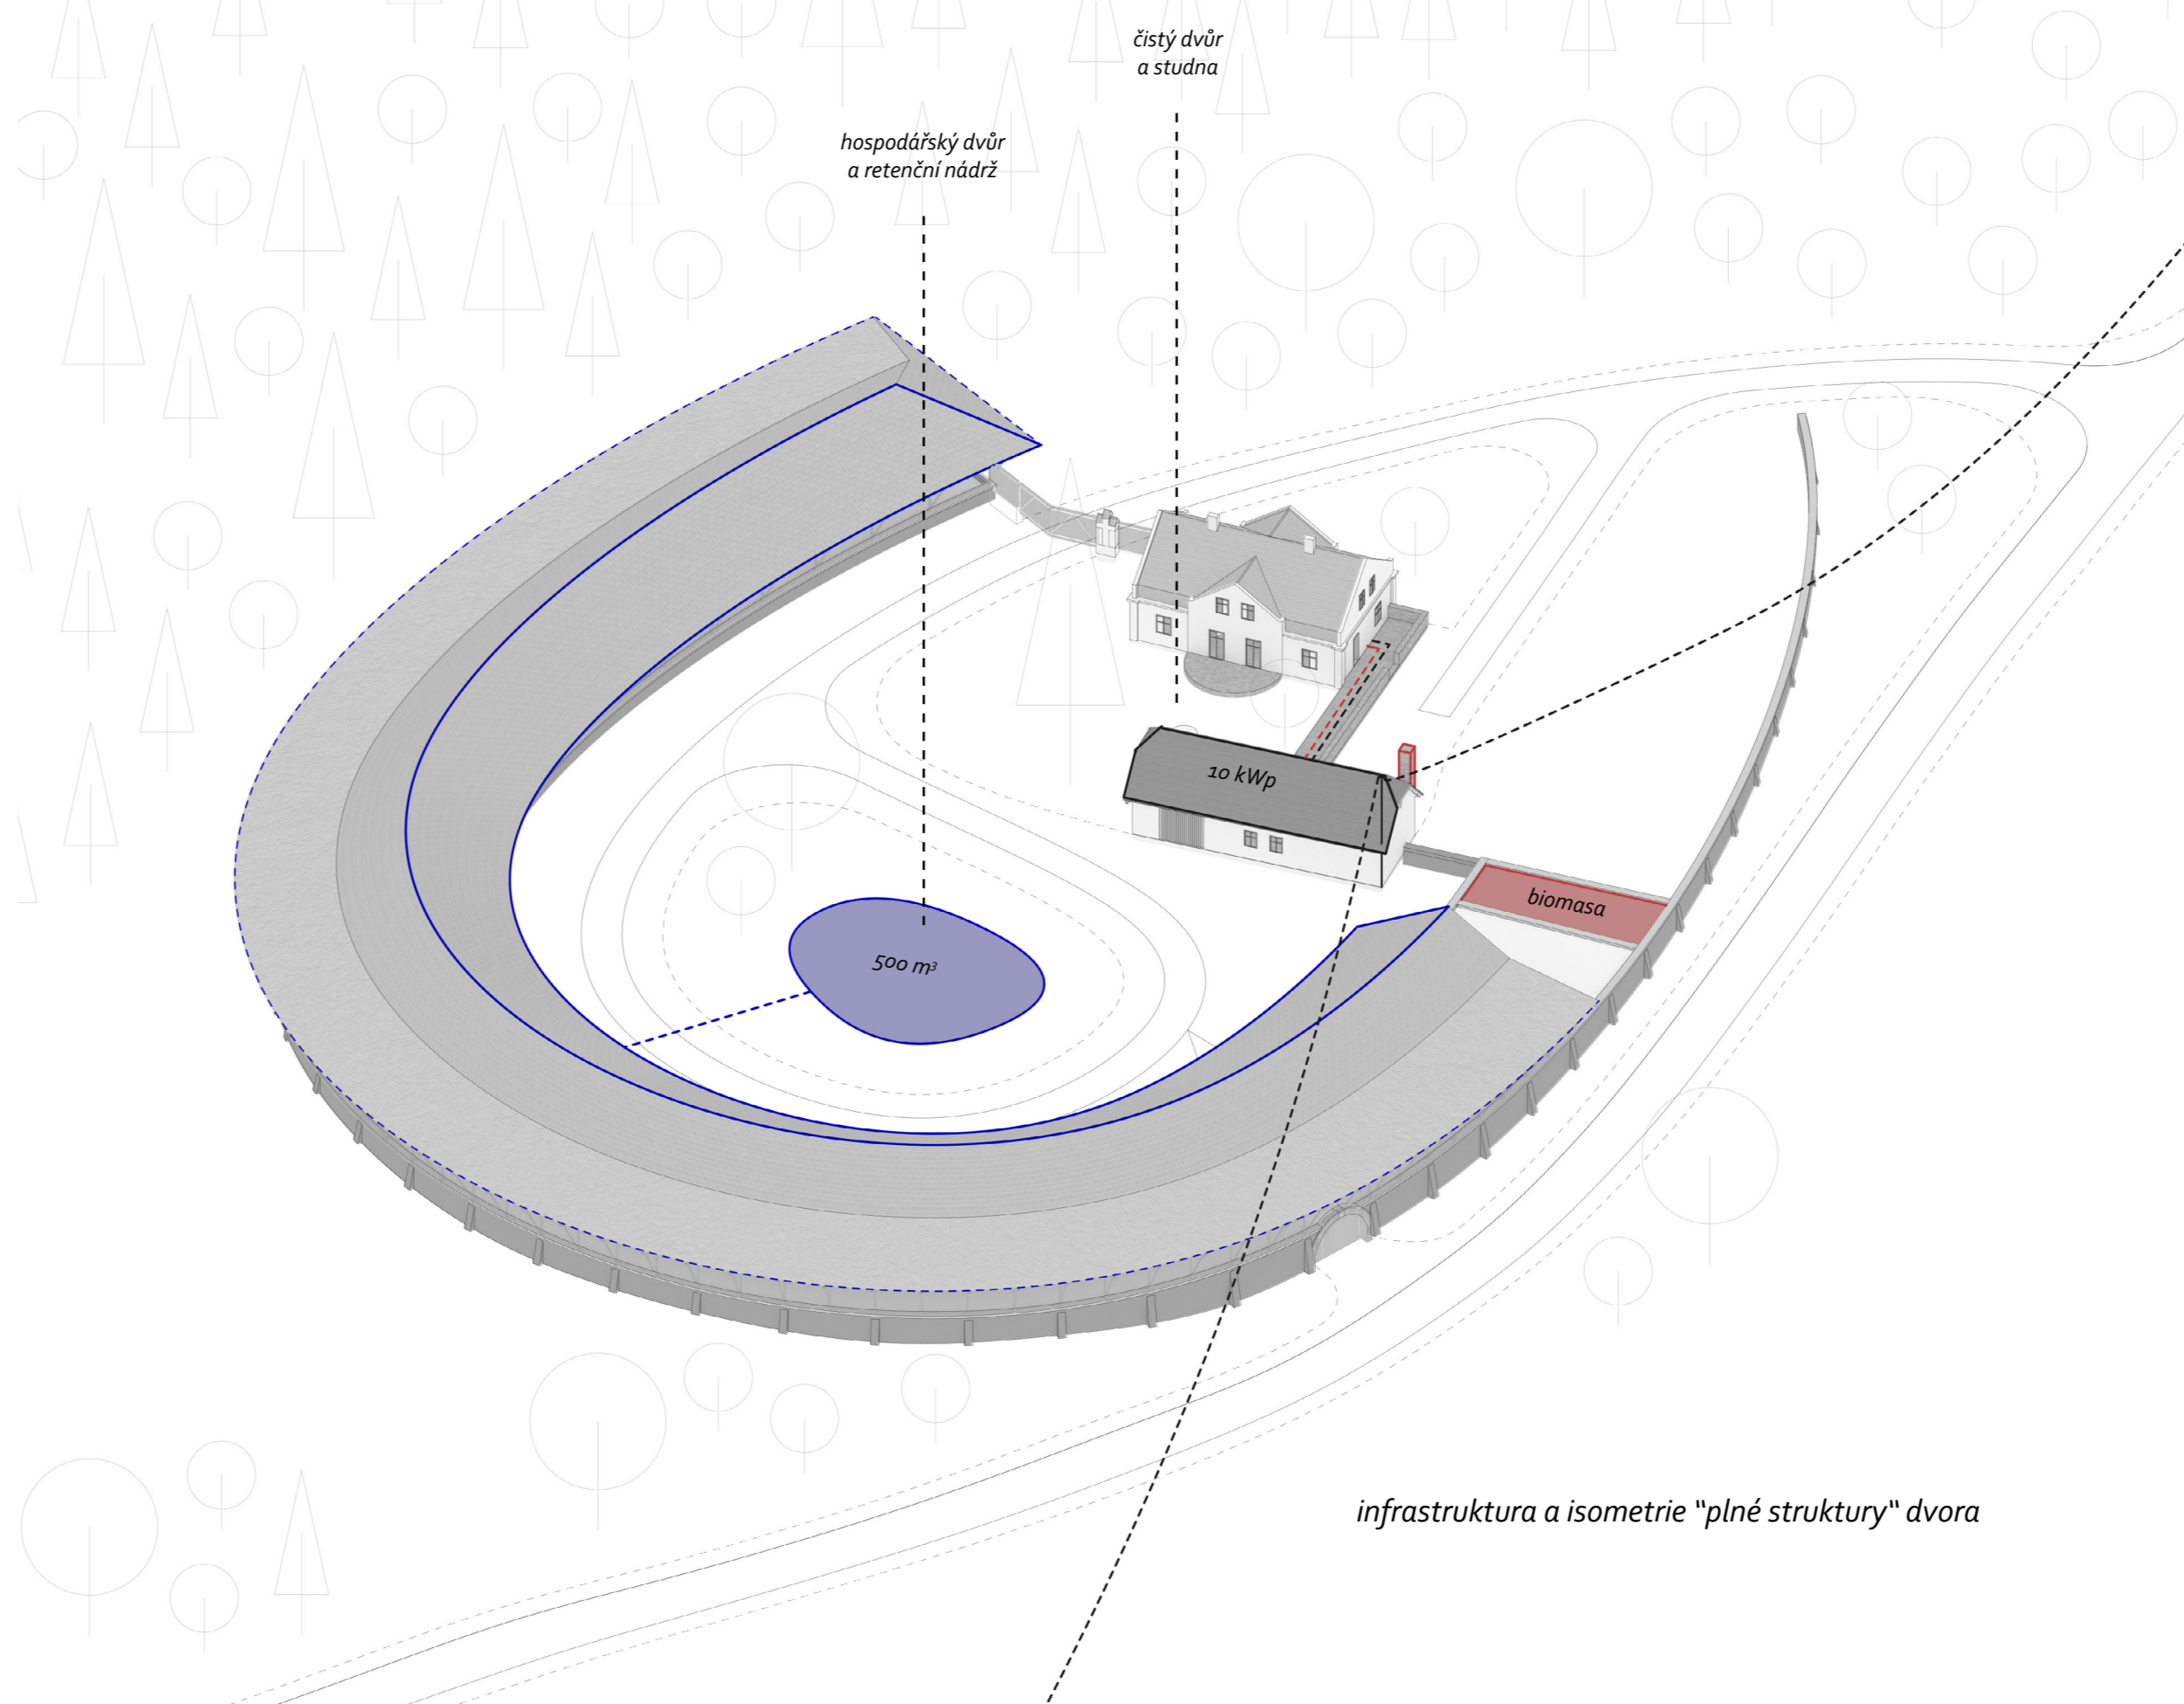 čistý dvůr
a studna
hospodářský dvůr
a retenční nádrž
10 kWp
biomasa
500 m³
infrastruktura a isometrie "plné struktury" dvora